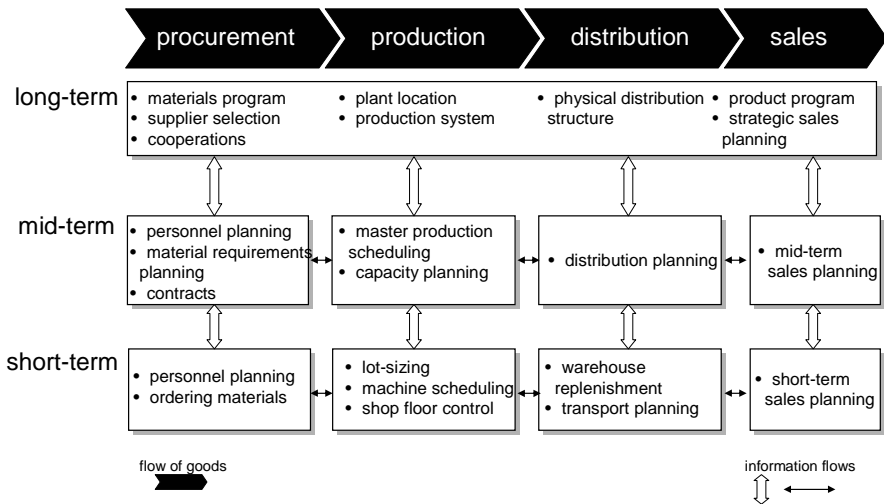 procurement
production
distribution
sales
long-term
• materials program
• supplier selection
• cooperations
• plant location
• production system
• physical distribution
structure
• product program
• strategic sales
planning
mid-term
• personnel planning
• material requirements
planning
• contracts
• master production
scheduling
• capacity planning
• distribution planning
• mid-term
sales planning
short-term
• personnel planning
• ordering materials
• lot-sizing
• machine scheduling
• shop floor control
• warehouse
replenishment
• transport planning
• short-term
sales planning
flow of goods
information flows